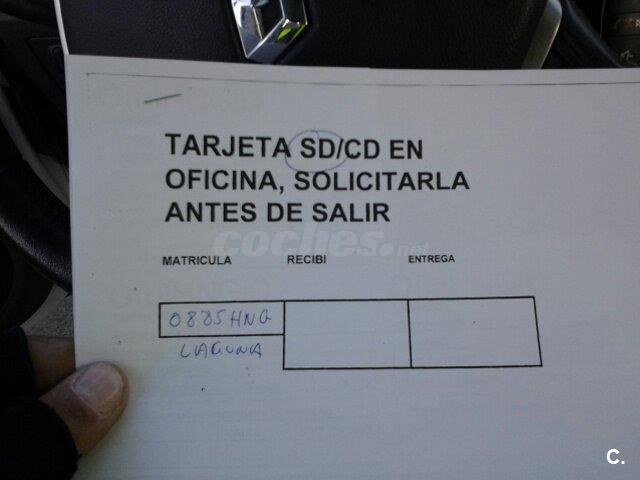 TARJETA SD/CD EN
OFICINA, SOLICITARLA
ANTES DE SALIR
coches.net
MATRICULA RECIBI ENTREGA
0885HNG
LAGUNA
C.